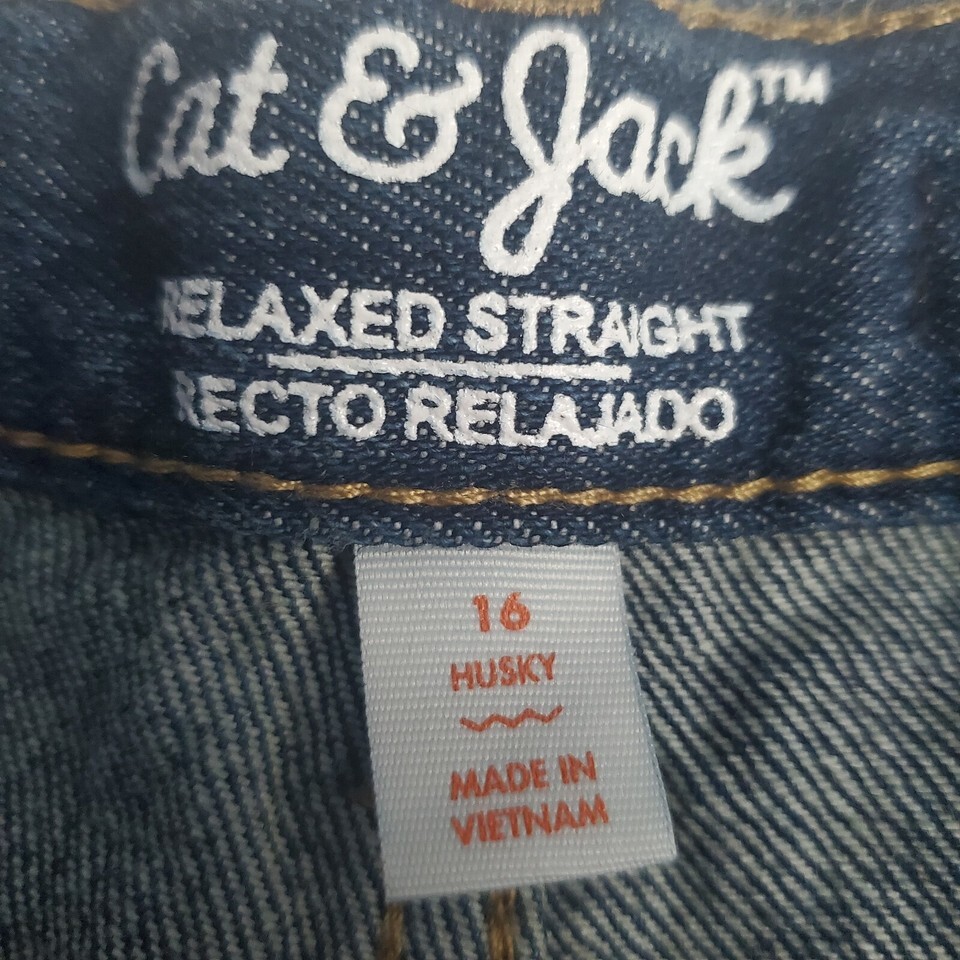 Cat & Jack™
RELAXED STRAIGHT
RECTO RELAJADO
16
HUSKY
MADE IN
VIETNAM